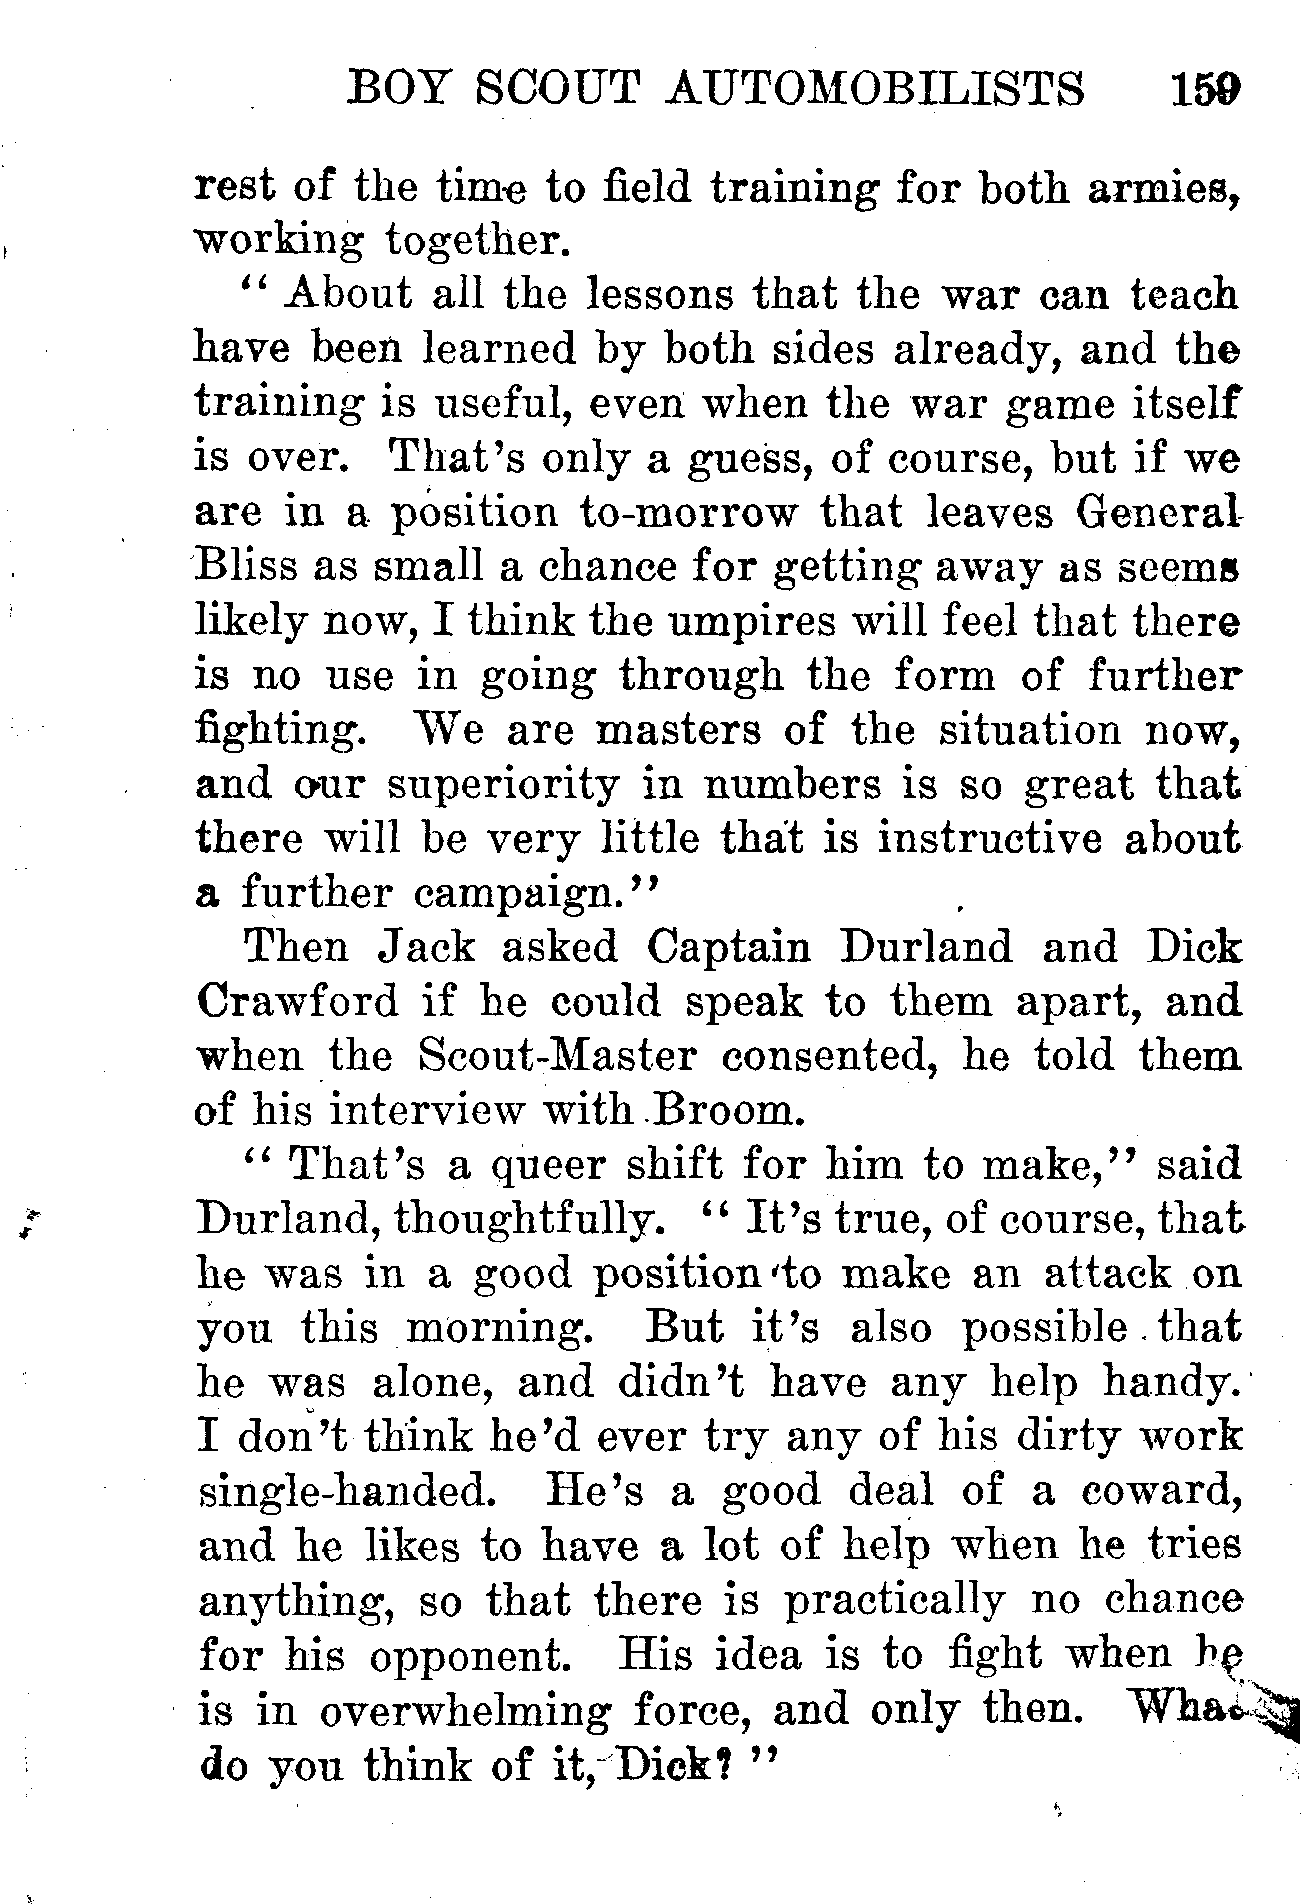 BOY SCOUT AUTOMOBILISTS 159
rest of the time to field training for both armies,
working together.
“ About all the lessons that the war can teach
have been learned by both sides already, and the
training is useful, even when the war game itself
is over. That’s only a guess, of course, but if we
are in a position to-morrow that leaves General
Bliss as small a chance for getting away as seems
likely now, I think the umpires will feel that there
is no use in going through the form of further
fighting. We are masters of the situation now,
and our superiority in numbers is so great that
there will be very little that is instructive about
a further campaign.”
Then Jack asked Captain Durland and Dick
Crawford if he could speak to them apart, and
when the Scout-Master consented, he told them
of his interview with Broom.
“ That’s a queer shift for him to make,” said
Durland, thoughtfully. “ It’s true, of course, that
he was in a good position to make an attack on
you this morning. But it’s also possible that
he was alone, and didn’t have any help handy.
I don’t think he’d ever try any of his dirty work
single-handed. He’s a good deal of a coward,
and he likes to have a lot of help when he tries
anything, so that there is practically no chance
for his opponent. His idea is to fight when he
is in overwhelming force, and only then. What
do you think of it, Dick? ”